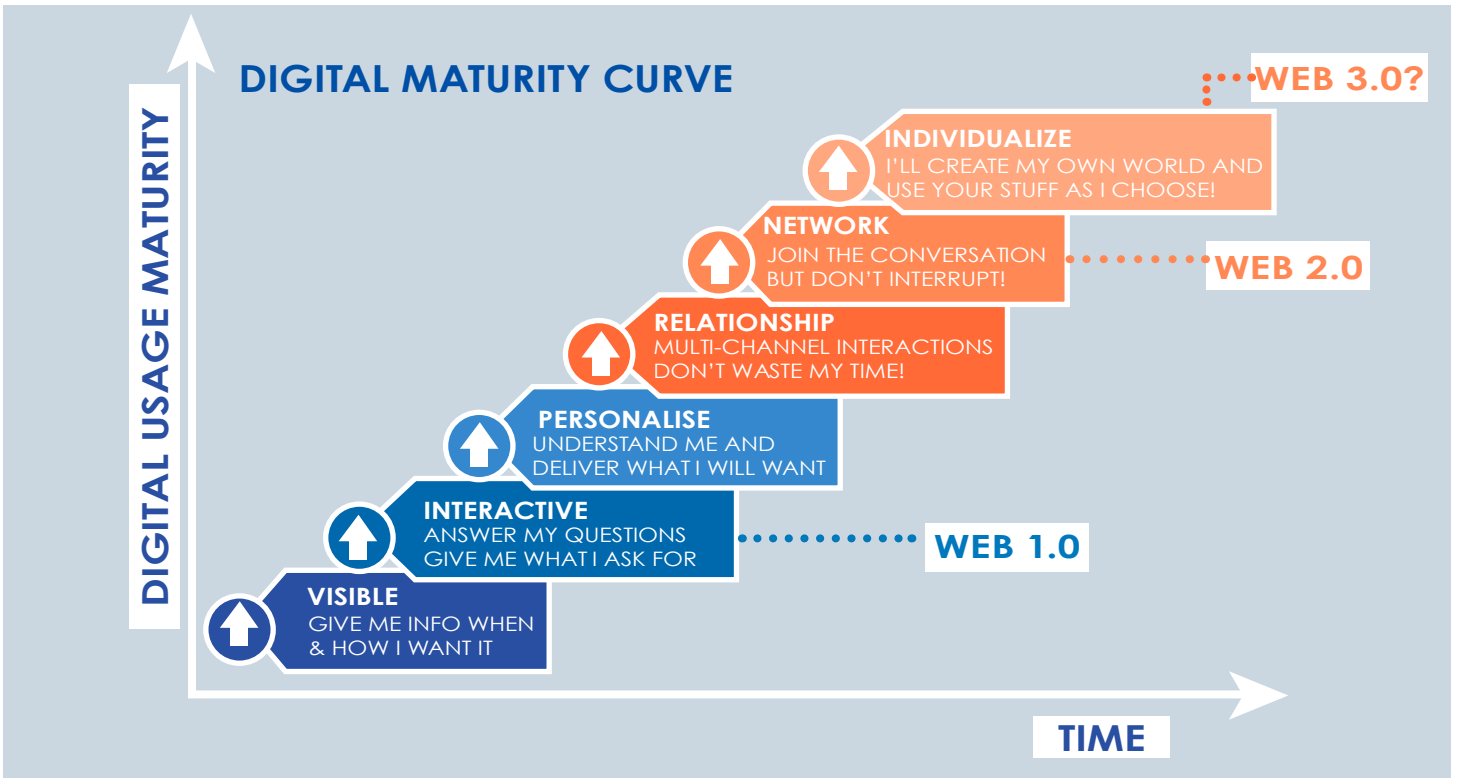 DIGITAL MATURITY CURVE
WEB 3.0?
INDIVIDUALIZE
I'LL CREATE MY OWN WORLD AND
USE YOUR STUFF AS I CHOOSE!
NETWORK
JOIN THE CONVERSATION
BUT DON'T INTERRUPT!
WEB 2.0
RELATIONSHIP
MULTI-CHANNEL INTERACTIONS
DON'T WASTE MY TIME!
PERSONALISE
UNDERSTAND ME AND
DELIVER WHAT I WILL WANT
INTERACTIVE
ANSWER MY QUESTIONS
GIVE ME WHAT I ASK FOR
WEB 1.0
VISIBLE
GIVE ME INFO WHEN
& HOW I WANT IT
DIGITAL USAGE MATURITY
TIME